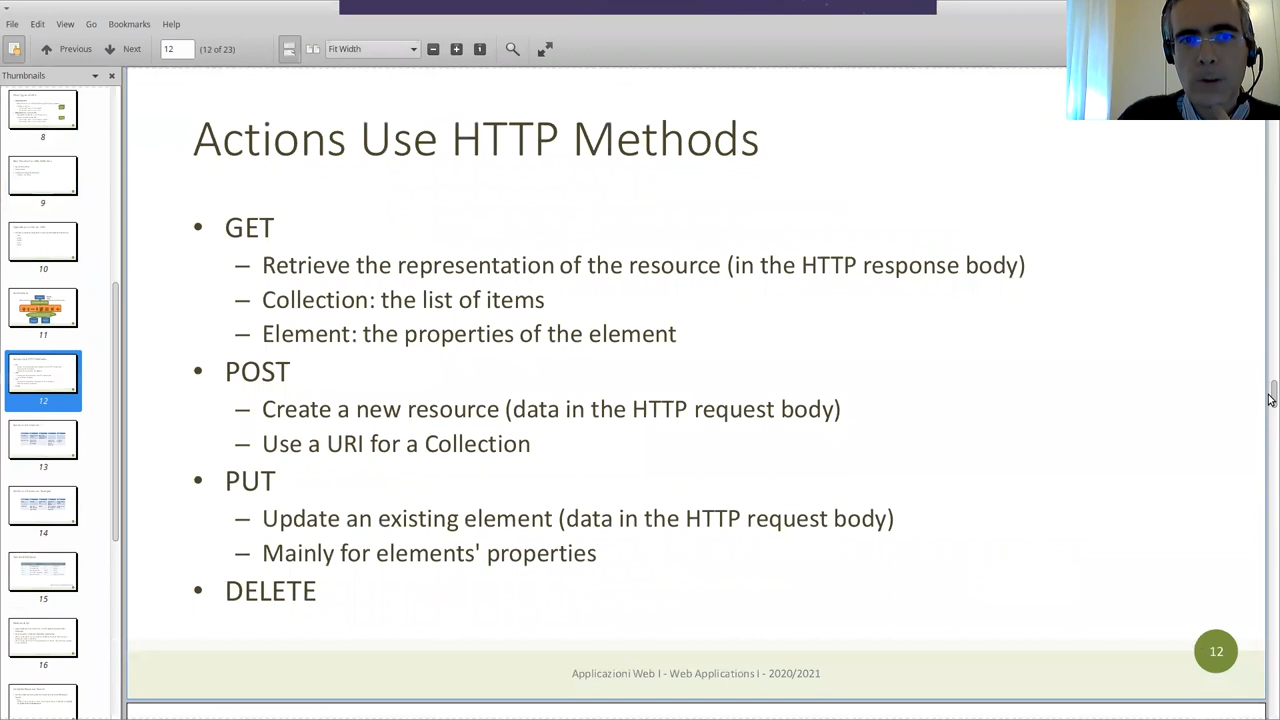 File Edit View Go Bookmarks Help
Previous Next 12 (12 of 23) Fit Width
Thumbnails
8
9
10
11
12
13
14
15
16
Actions Use HTTP Methods
• GET
– Retrieve the representation of the resource (in the HTTP response body)
– Collection: the list of items
– Element: the properties of the element
• POST
– Create a new resource (data in the HTTP request body)
– Use a URI for a Collection
• PUT
– Update an existing element (data in the HTTP request body)
– Mainly for elements' properties
• DELETE
12
Applicazioni Web I - Web Applications I - 2020/2021